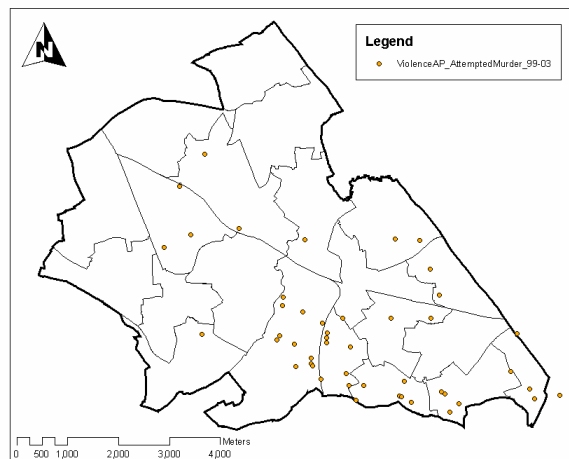 N
Legend
ViolenceAP_AttemptedMurder_99-03
Meters
0 500 1,000 2,000 3,000 4,000